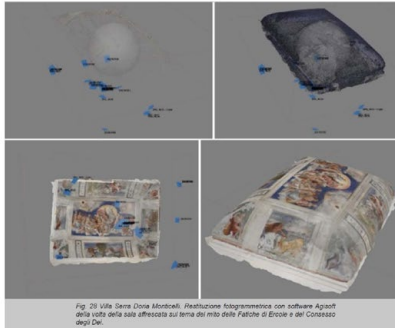 Fig. 28 Villa Serra Doria Monticelli. Restituzione fotogrammetrica con software Agisoft
della volta della sala affrescata sul tema del mito delle Fatiche di Ercole e del Consesso
degli Dei.